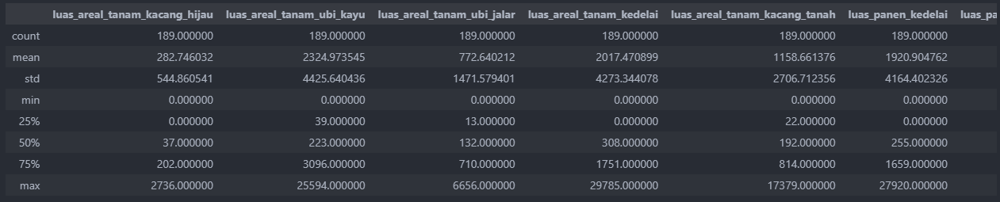 luas_areal_tanam_kacang_hijau luas_areal_tanam_ubi_kayu luas_areal_tanam_ubi_jalar luas_areal_tanam_kedelai luas_areal_tanam_kacang_tanah luas_panen_kedelai luas_pa
count 189.000000 189.000000 189.000000 189.000000 189.000000 189.000000
mean 282.746032 2324.973545 772.640212 2017.470899 1158.661376 1920.904762
std 544.860541 4425.640436 1471.579401 4273.344078 2706.712356 4164.402326
min 0.000000 0.000000 0.000000 0.000000 0.000000 0.000000
25% 0.000000 39.000000 13.000000 0.000000 22.000000 0.000000
50% 37.000000 223.000000 132.000000 308.000000 192.000000 255.000000
75% 202.000000 3096.000000 710.000000 1751.000000 814.000000 1659.000000
max 2736.000000 25594.000000 6656.000000 29785.000000 17379.000000 27920.000000